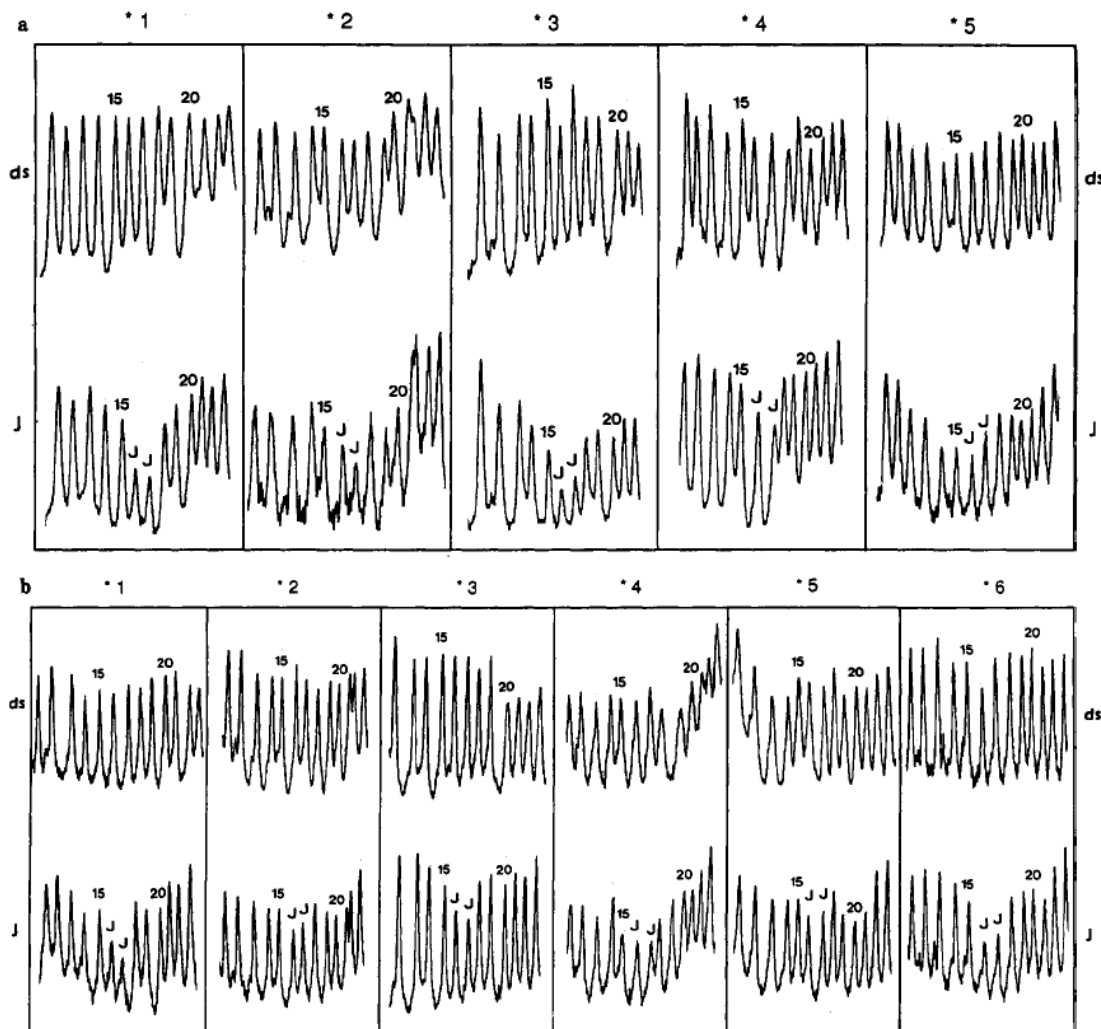 a
* 1 * 2 * 3 * 4 * 5
15 20 15 20 15 20 15 20 15 20
ds ds
15 J J 20 15 J J 20 15 J J 20 15 J J 20 15 J J 20
J J
b
* 1 * 2 * 3 * 4 * 5 * 6
15 20 15 20 15 20 15 20 15 20 15 20
ds ds
15 J J 20 15 J J 20 15 J J 20 15 J J 20 15 J J 20 15 J J 20
J J